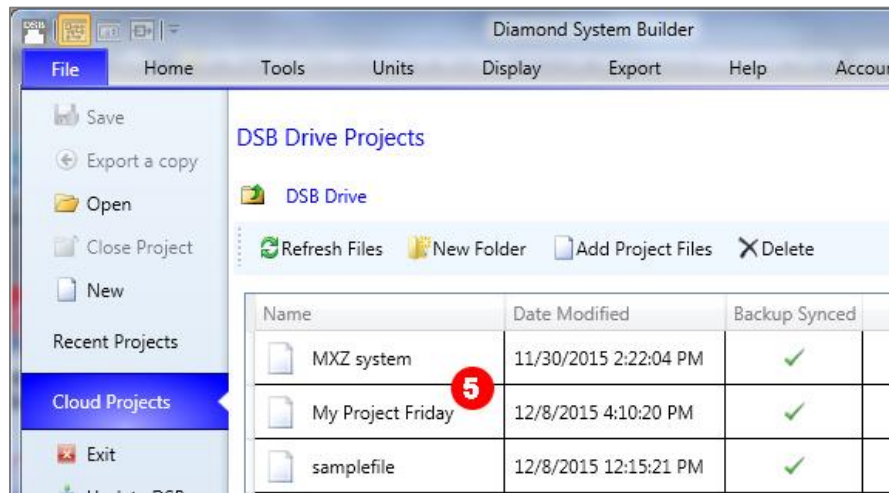 DSB
Diamond System Builder
File Home Tools Units Display Export Help Accou
Save
Export a copy
Open
Close Project
New
Recent Projects
Cloud Projects
Exit
DSB Drive Projects
DSB Drive
Refresh Files New Folder Add Project Files Delete
Name Date Modified Backup Synced
MXZ system 11/30/2015 2:22:04 PM
5
My Project Friday 12/8/2015 4:10:20 PM
samplefile 12/8/2015 12:15:21 PM